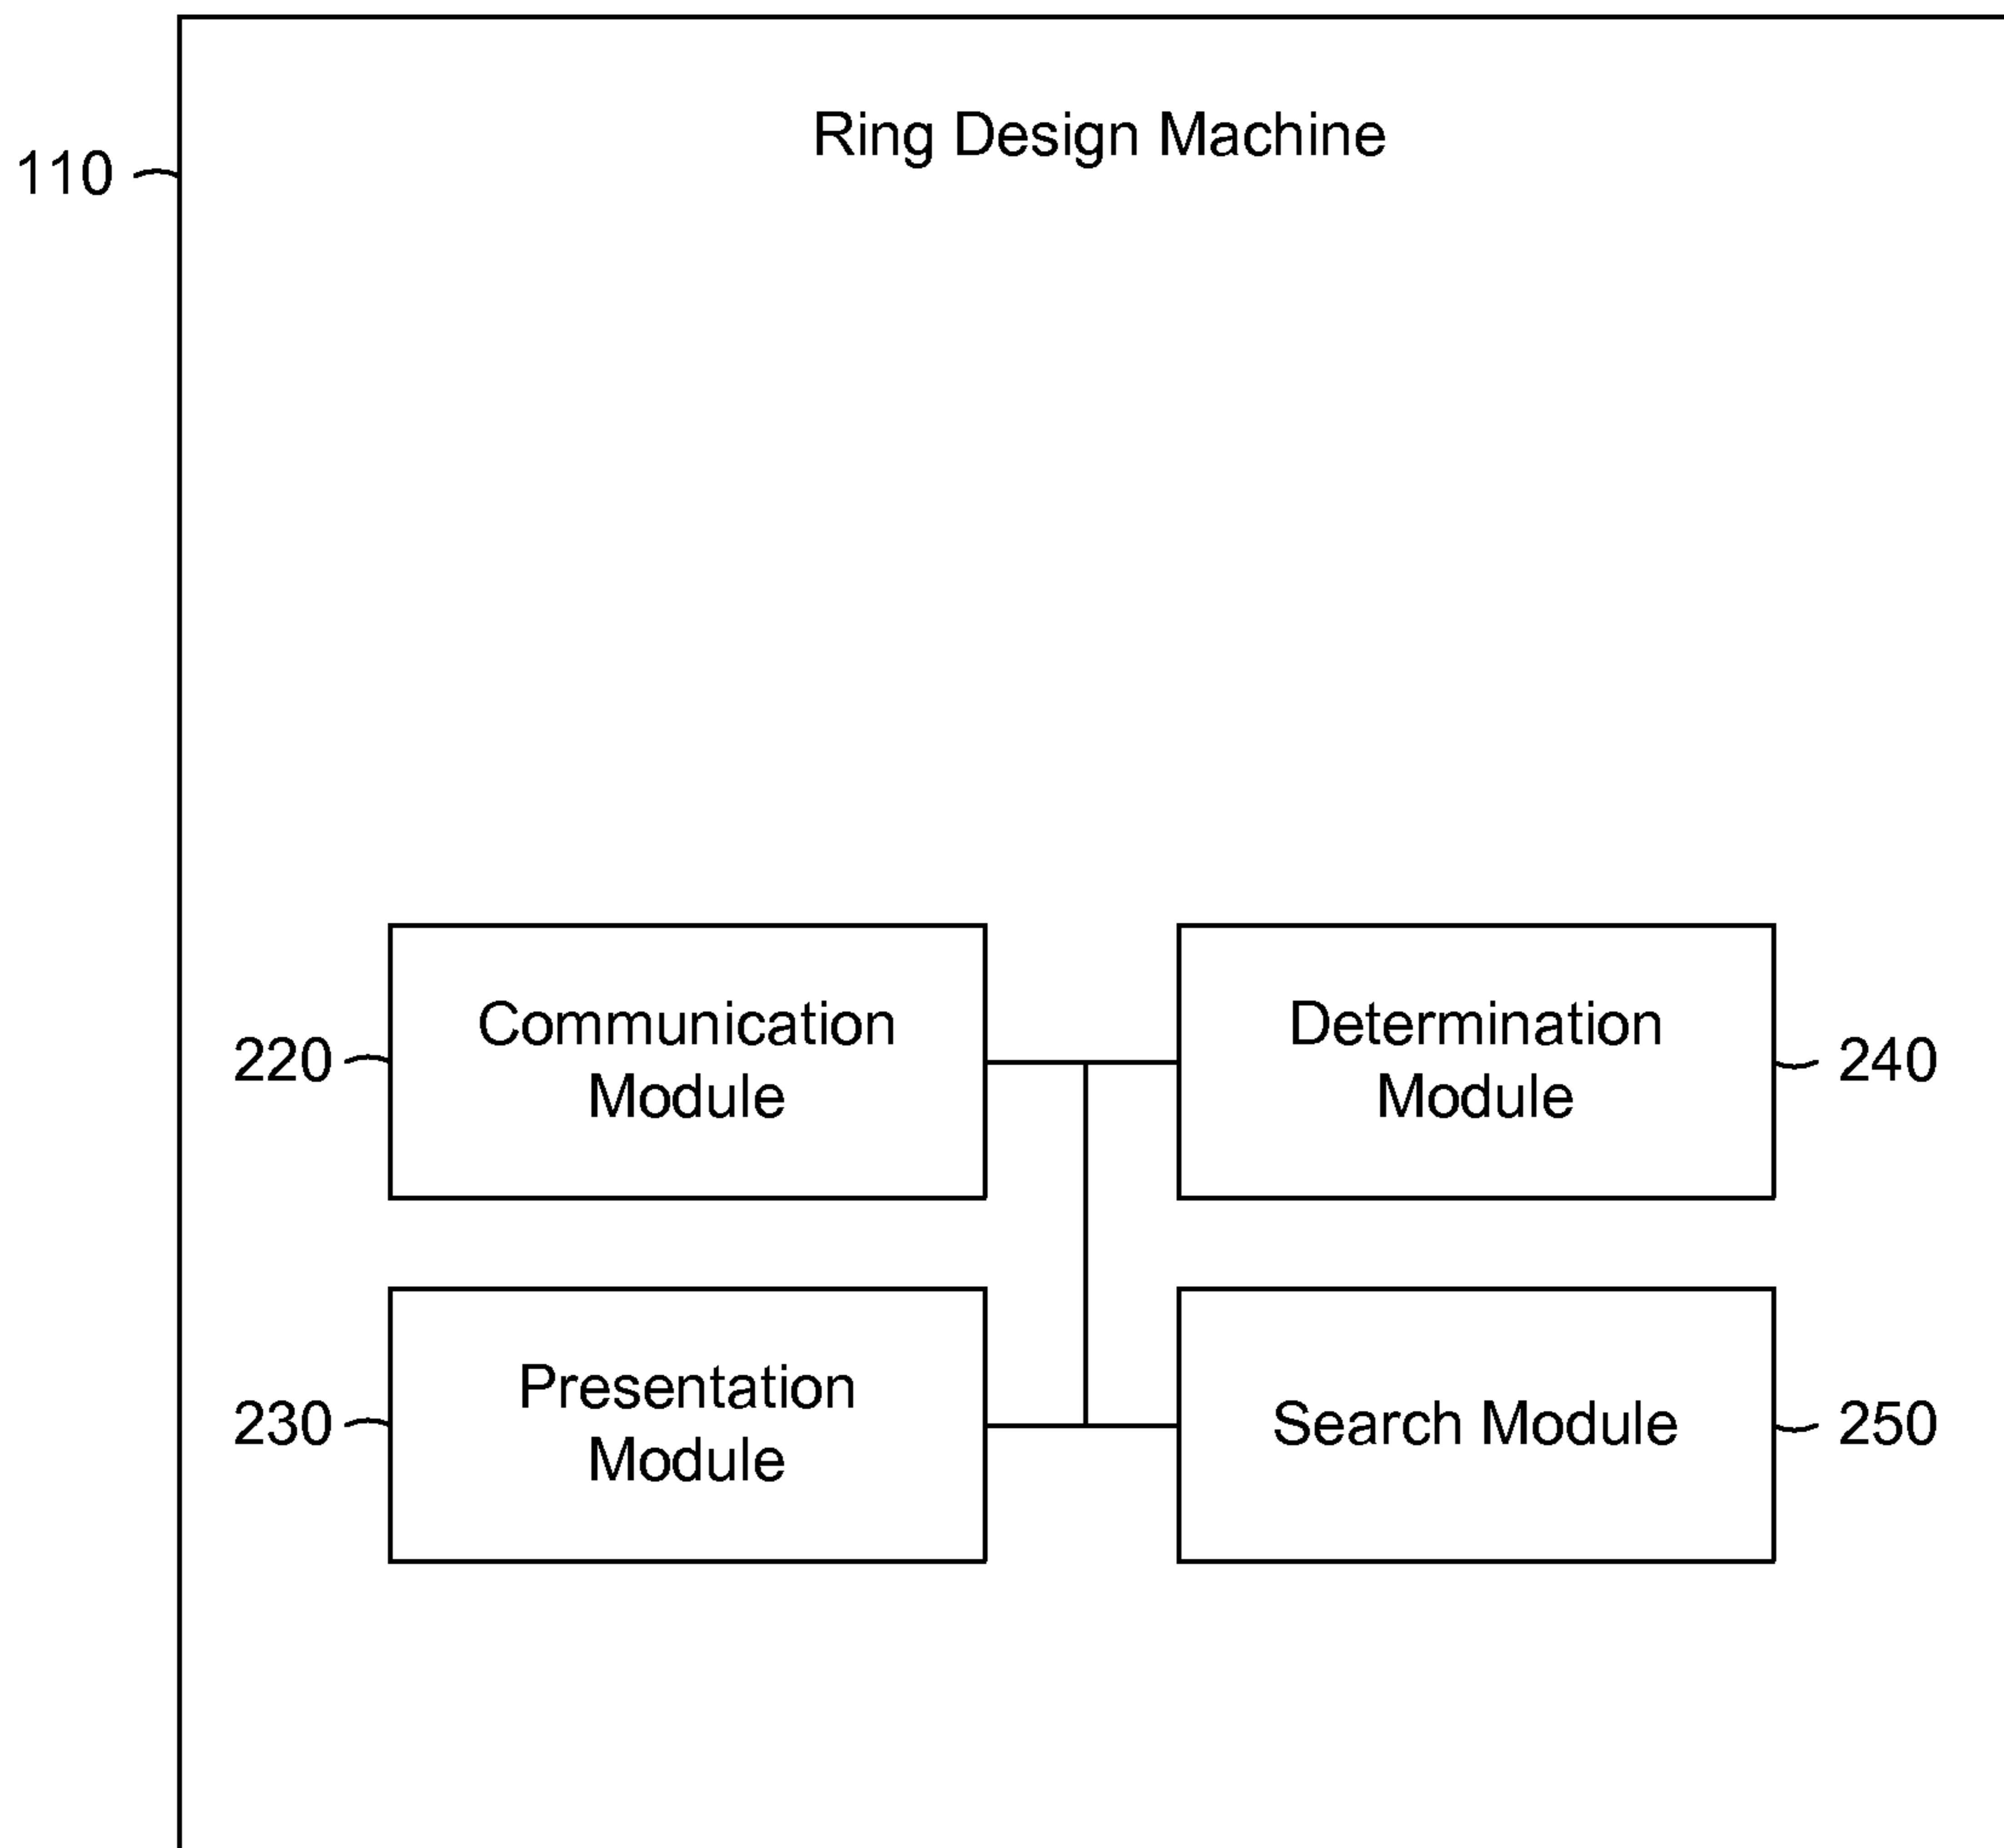 Ring Design Machine
110
Communication
Module
220
Determination
Module
240
Presentation
Module
230
Search Module
250